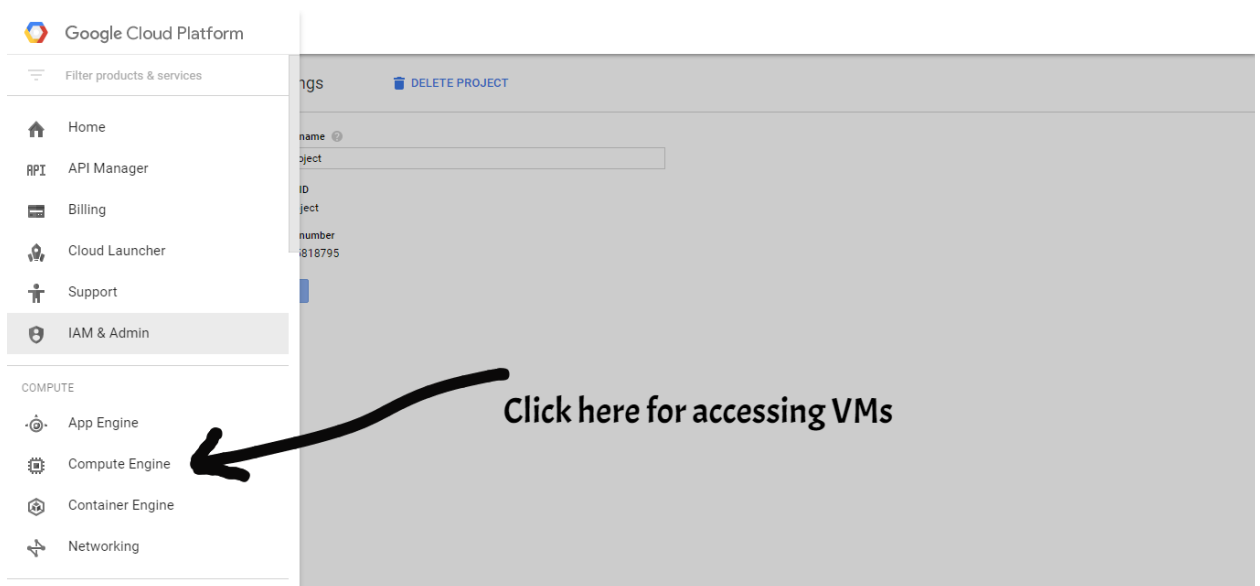 Google Cloud Platform
Filter products & services
ngs
DELETE PROJECT
Home
name
oject
API Manager
ID
ject
Billing
number
818795
Cloud Launcher
Support
IAM & Admin
COMPUTE
App Engine
Click here for accessing VMs
Compute Engine
Container Engine
Networking